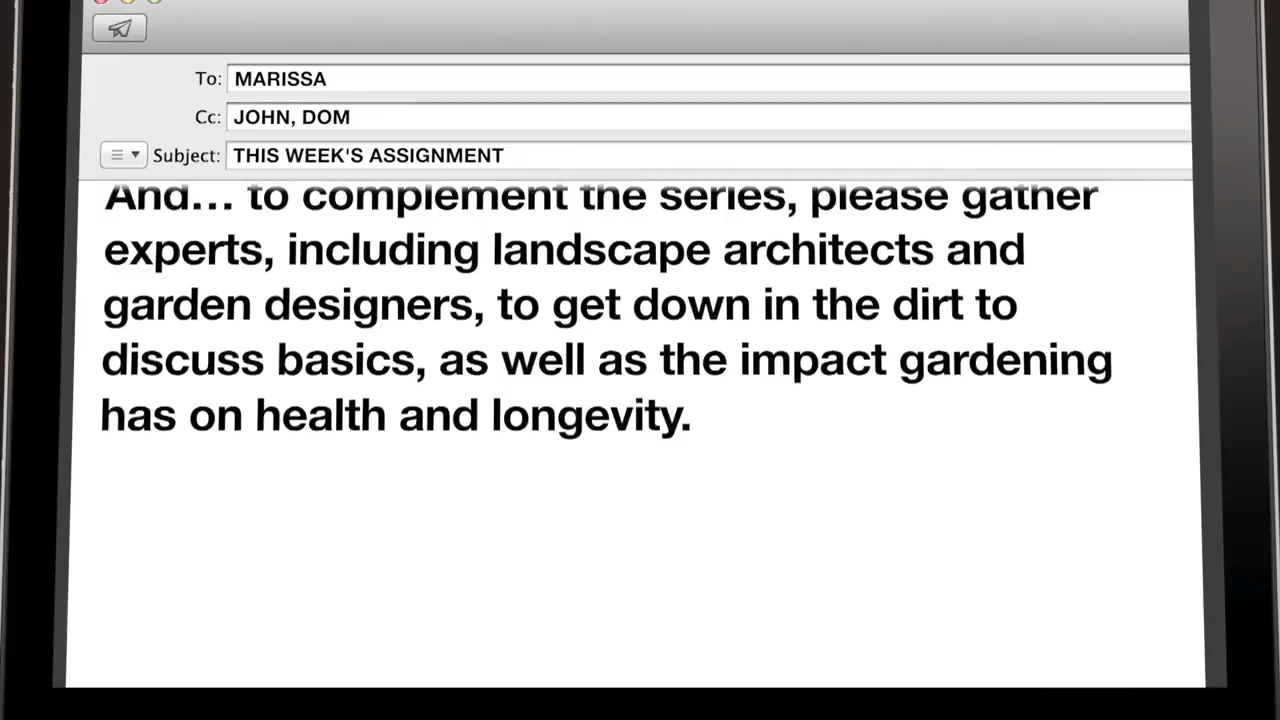 To: MARISSA
Cc: JOHN, DOM
Subject: THIS WEEK'S ASSIGNMENT
And... to complement the series, please gather
experts, including landscape architects and
garden designers, to get down in the dirt to
discuss basics, as well as the impact gardening
has on health and longevity.